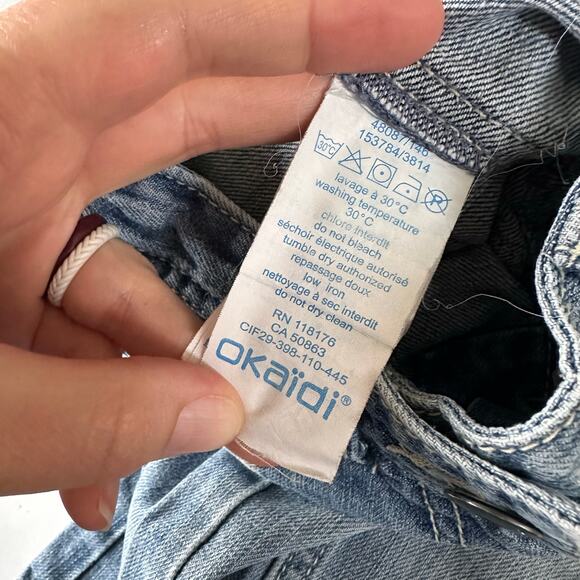 48087/146
153784/3814
30°C
lavage à 30°C
washing temperature
30°C
chlore interdit
do not bleach
séchoir électrique autorisé
tumble dry authorized
repassage doux
low iron
nettoyage à sec interdit
do not dry clean
RN 118176
CA 50863
CIF29-398-110-445
OKaïdi®